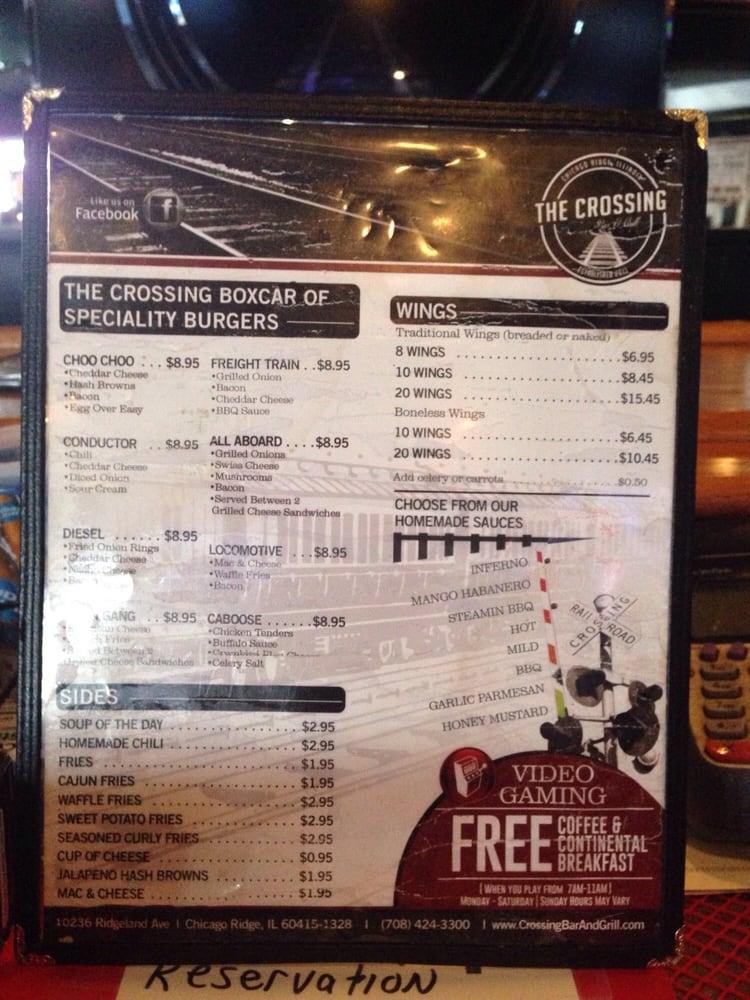 Like us on
Facebook
CHICAGO RIDGE, ILLINOIS
THE CROSSING
Bar & Grill
ESTABLISHED
THE CROSSING BOXCAR OF
SPECIALITY BURGERS
CHOO CHOO ... $8.95
•Cheddar Cheese
•Hash Browns
•Bacon
•Egg Over Easy
FREIGHT TRAIN .. $8.95
•Grilled Onion
•Bacon
•Cheddar Cheese
•BBQ Sauce
CONDUCTOR .. $8.95
•Chili
•Cheddar Cheese
•Diced Onion
•Sour Cream
ALL ABOARD .... $8.95
•Grilled Onions
•Swiss Cheese
•Mushrooms
•Bacon
•Served Between 2
Grilled Cheese Sandwiches
DIESEL ...... $8.95
•Fried Onion Rings
•Cheddar Cheese
•Nacho Cheese
LOCOMOTIVE ... $8.95
•Mac & Cheese
•Waffle Fries
•Bacon
GANG .... $8.95
Cheese
Fries
Between 2
Cheese Sandwiches
CABOOSE ....... $8.95
•Chicken Tenders
•Buffalo Sauce
•Crumbled Blue Cheese
•Celery Salt
SIDES
SOUP OF THE DAY $2.95
HOMEMADE CHILI $2.95
FRIES $1.95
CAJUN FRIES $1.95
WAFFLE FRIES $2.95
SWEET POTATO FRIES $2.95
SEASONED CURLY FRIES $2.95
CUP OF CHEESE $0.95
JALAPENO HASH BROWNS $1.95
MAC & CHEESE $1.95
WINGS
Traditional Wings (breaded or naked)
8 WINGS $6.95
10 WINGS $8.45
20 WINGS $15.45
Boneless Wings
10 WINGS $6.45
20 WINGS $10.45
Add celery or carrots $0.50
CHOOSE FROM OUR
HOMEMADE SAUCES
INFERNO
MANGO HABANERO
STEAMIN BBQ
HOT
MILD
BBQ
GARLIC PARMESAN
HONEY MUSTARD
RAILROAD
CROSSING
VIDEO
GAMING
FREE COFFEE &
CONTINENTAL
BREAKFAST
[WHEN YOU PLAY FROM 7AM-11AM]
MONDAY - SATURDAY | SUNDAY HOURS MAY VARY
10236 Ridgeland Ave | Chicago Ridge, IL 60415-1328 | (708) 424-3300 | www.CrossingBarAndGrill.com
Reservation